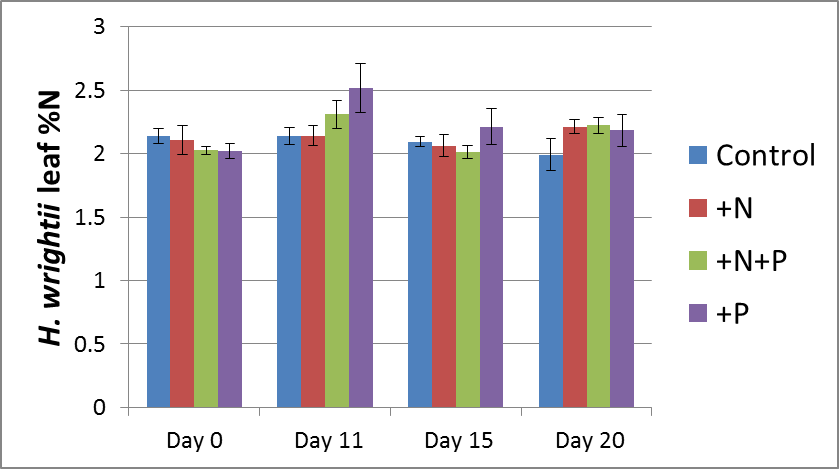 H. wrightii leaf %N
3
2.5
2
1.5
1
0.5
0
Day 0
Day 11
Day 15
Day 20
Control
+N
+N+P
+P